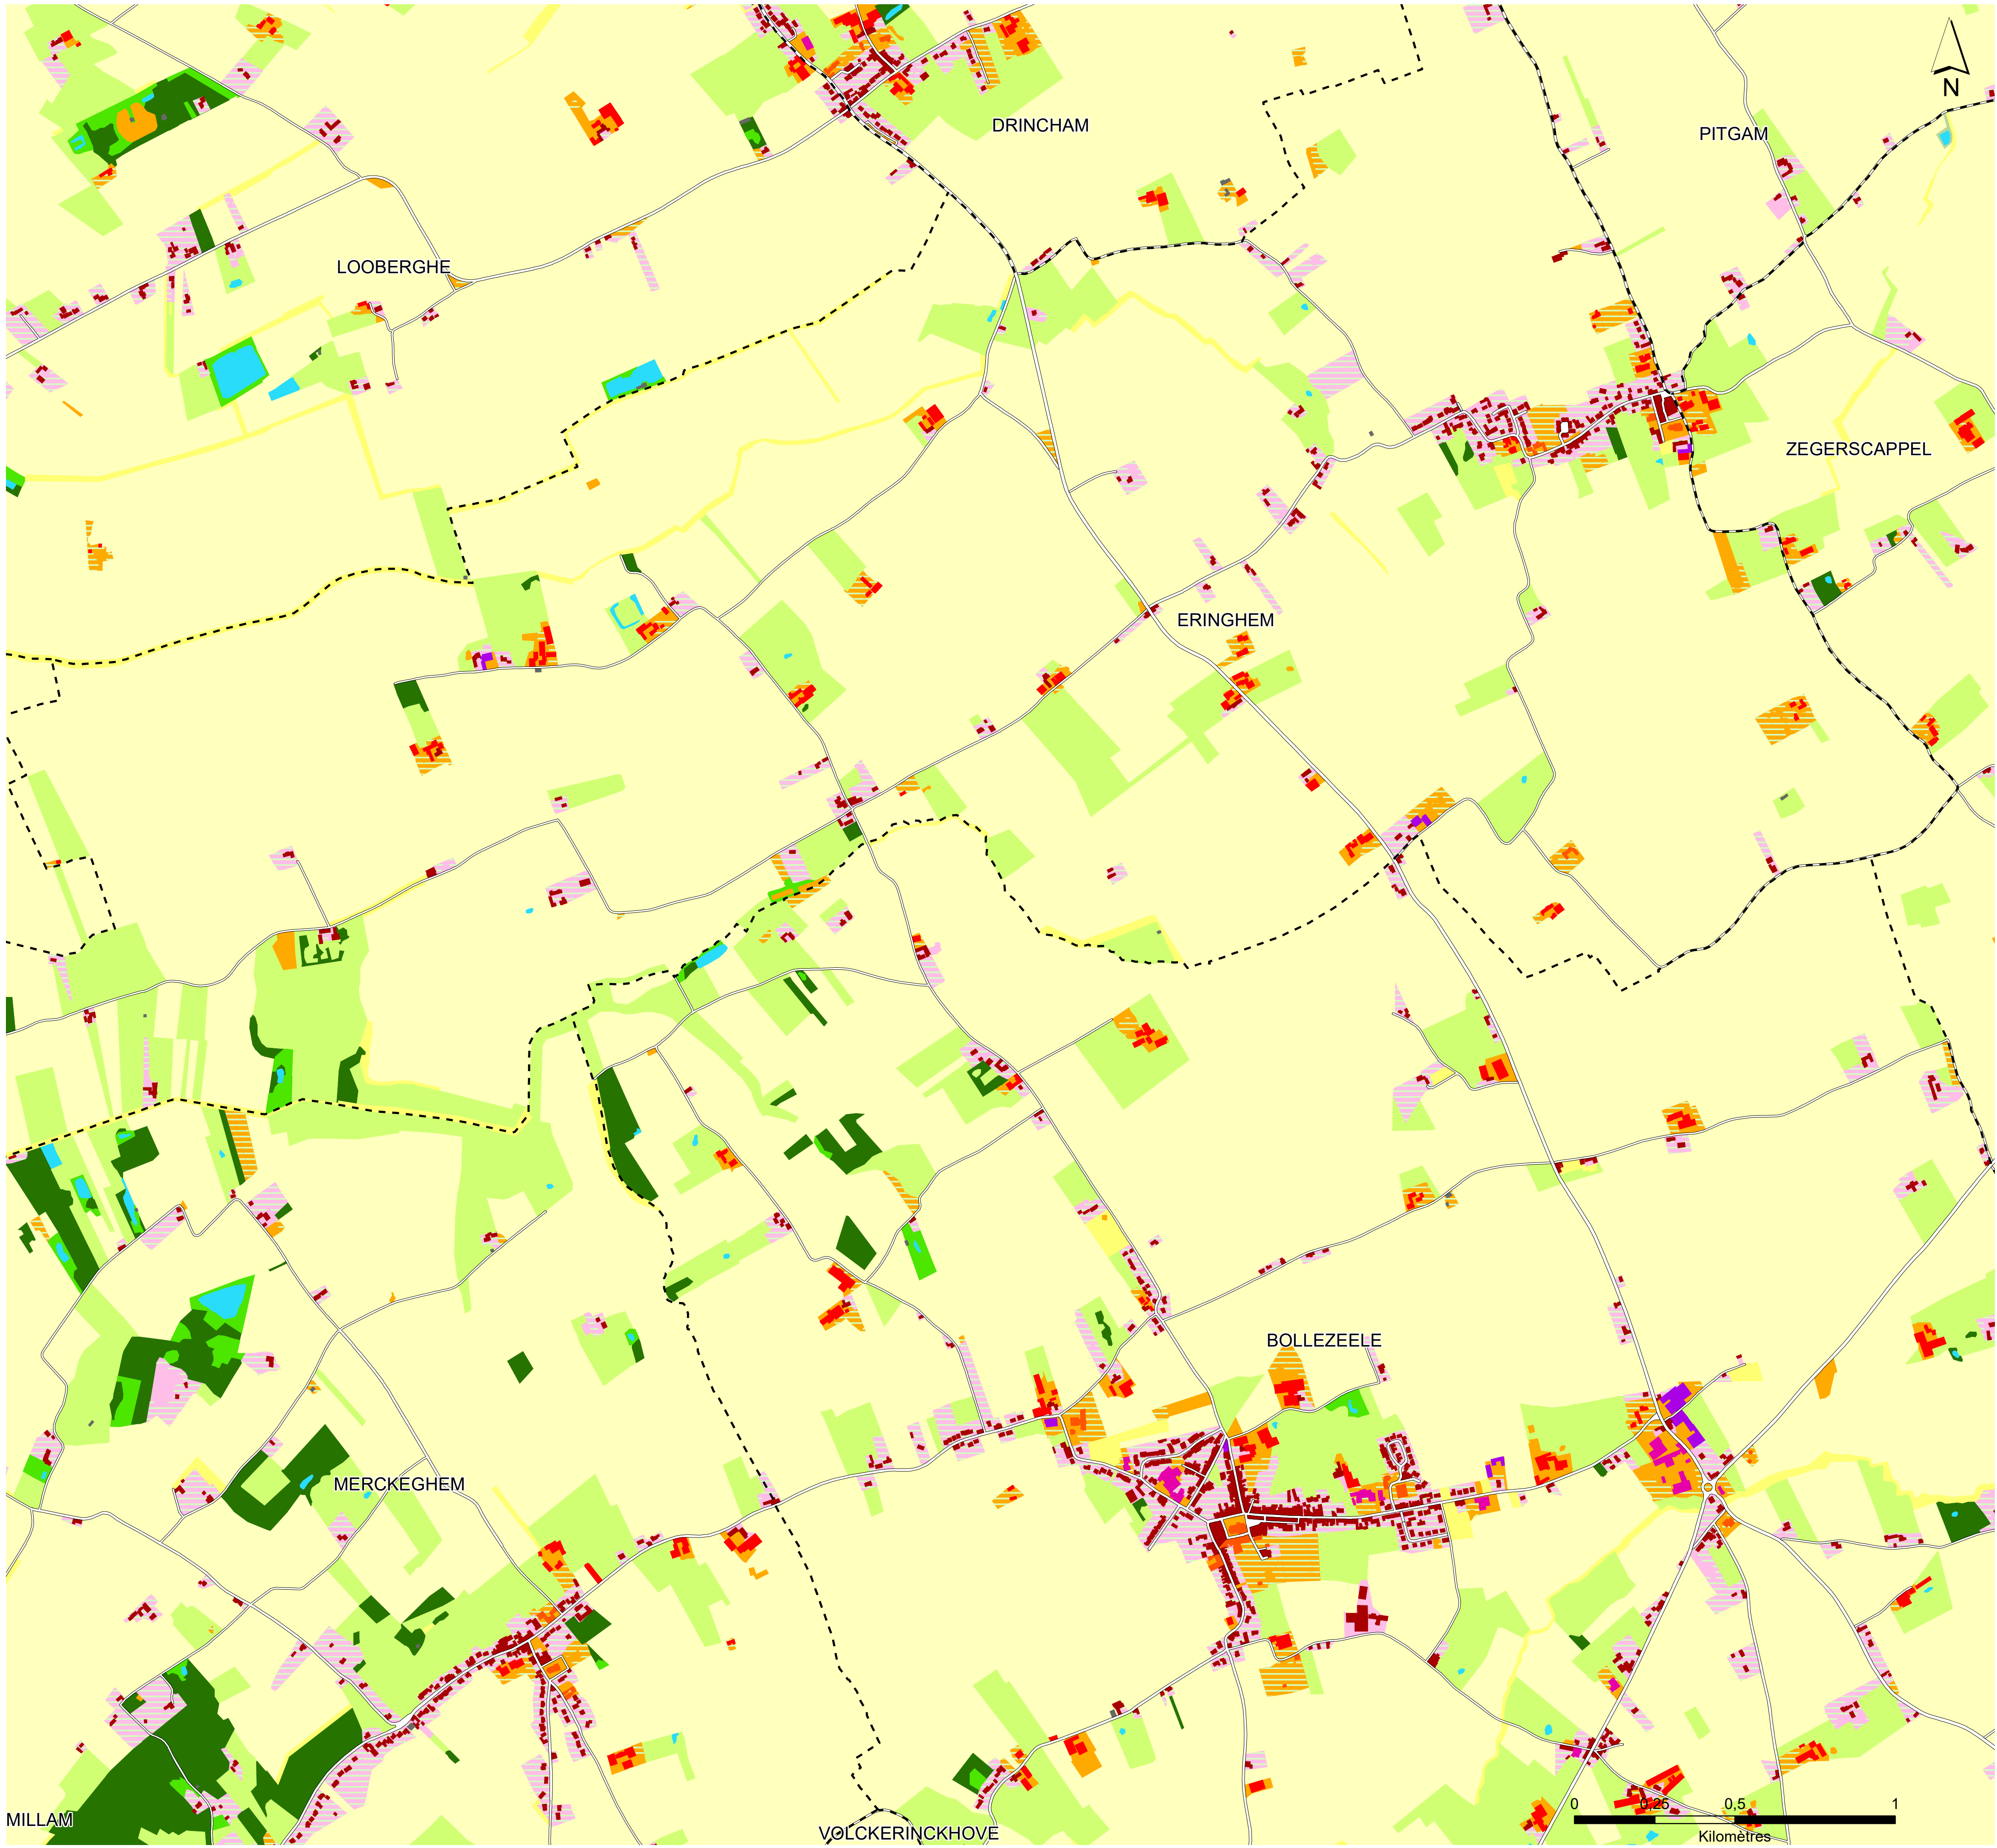 N
DRINCHAM
PITGAM
LOOBERGHE
ZEGERSCAPPEL
ERINGHEM
BOLLEZEELE
MERCKEGHEM
MILLAM
VOLCKERINCKHOVE
0 0,25 0,5 1
Kilomètres